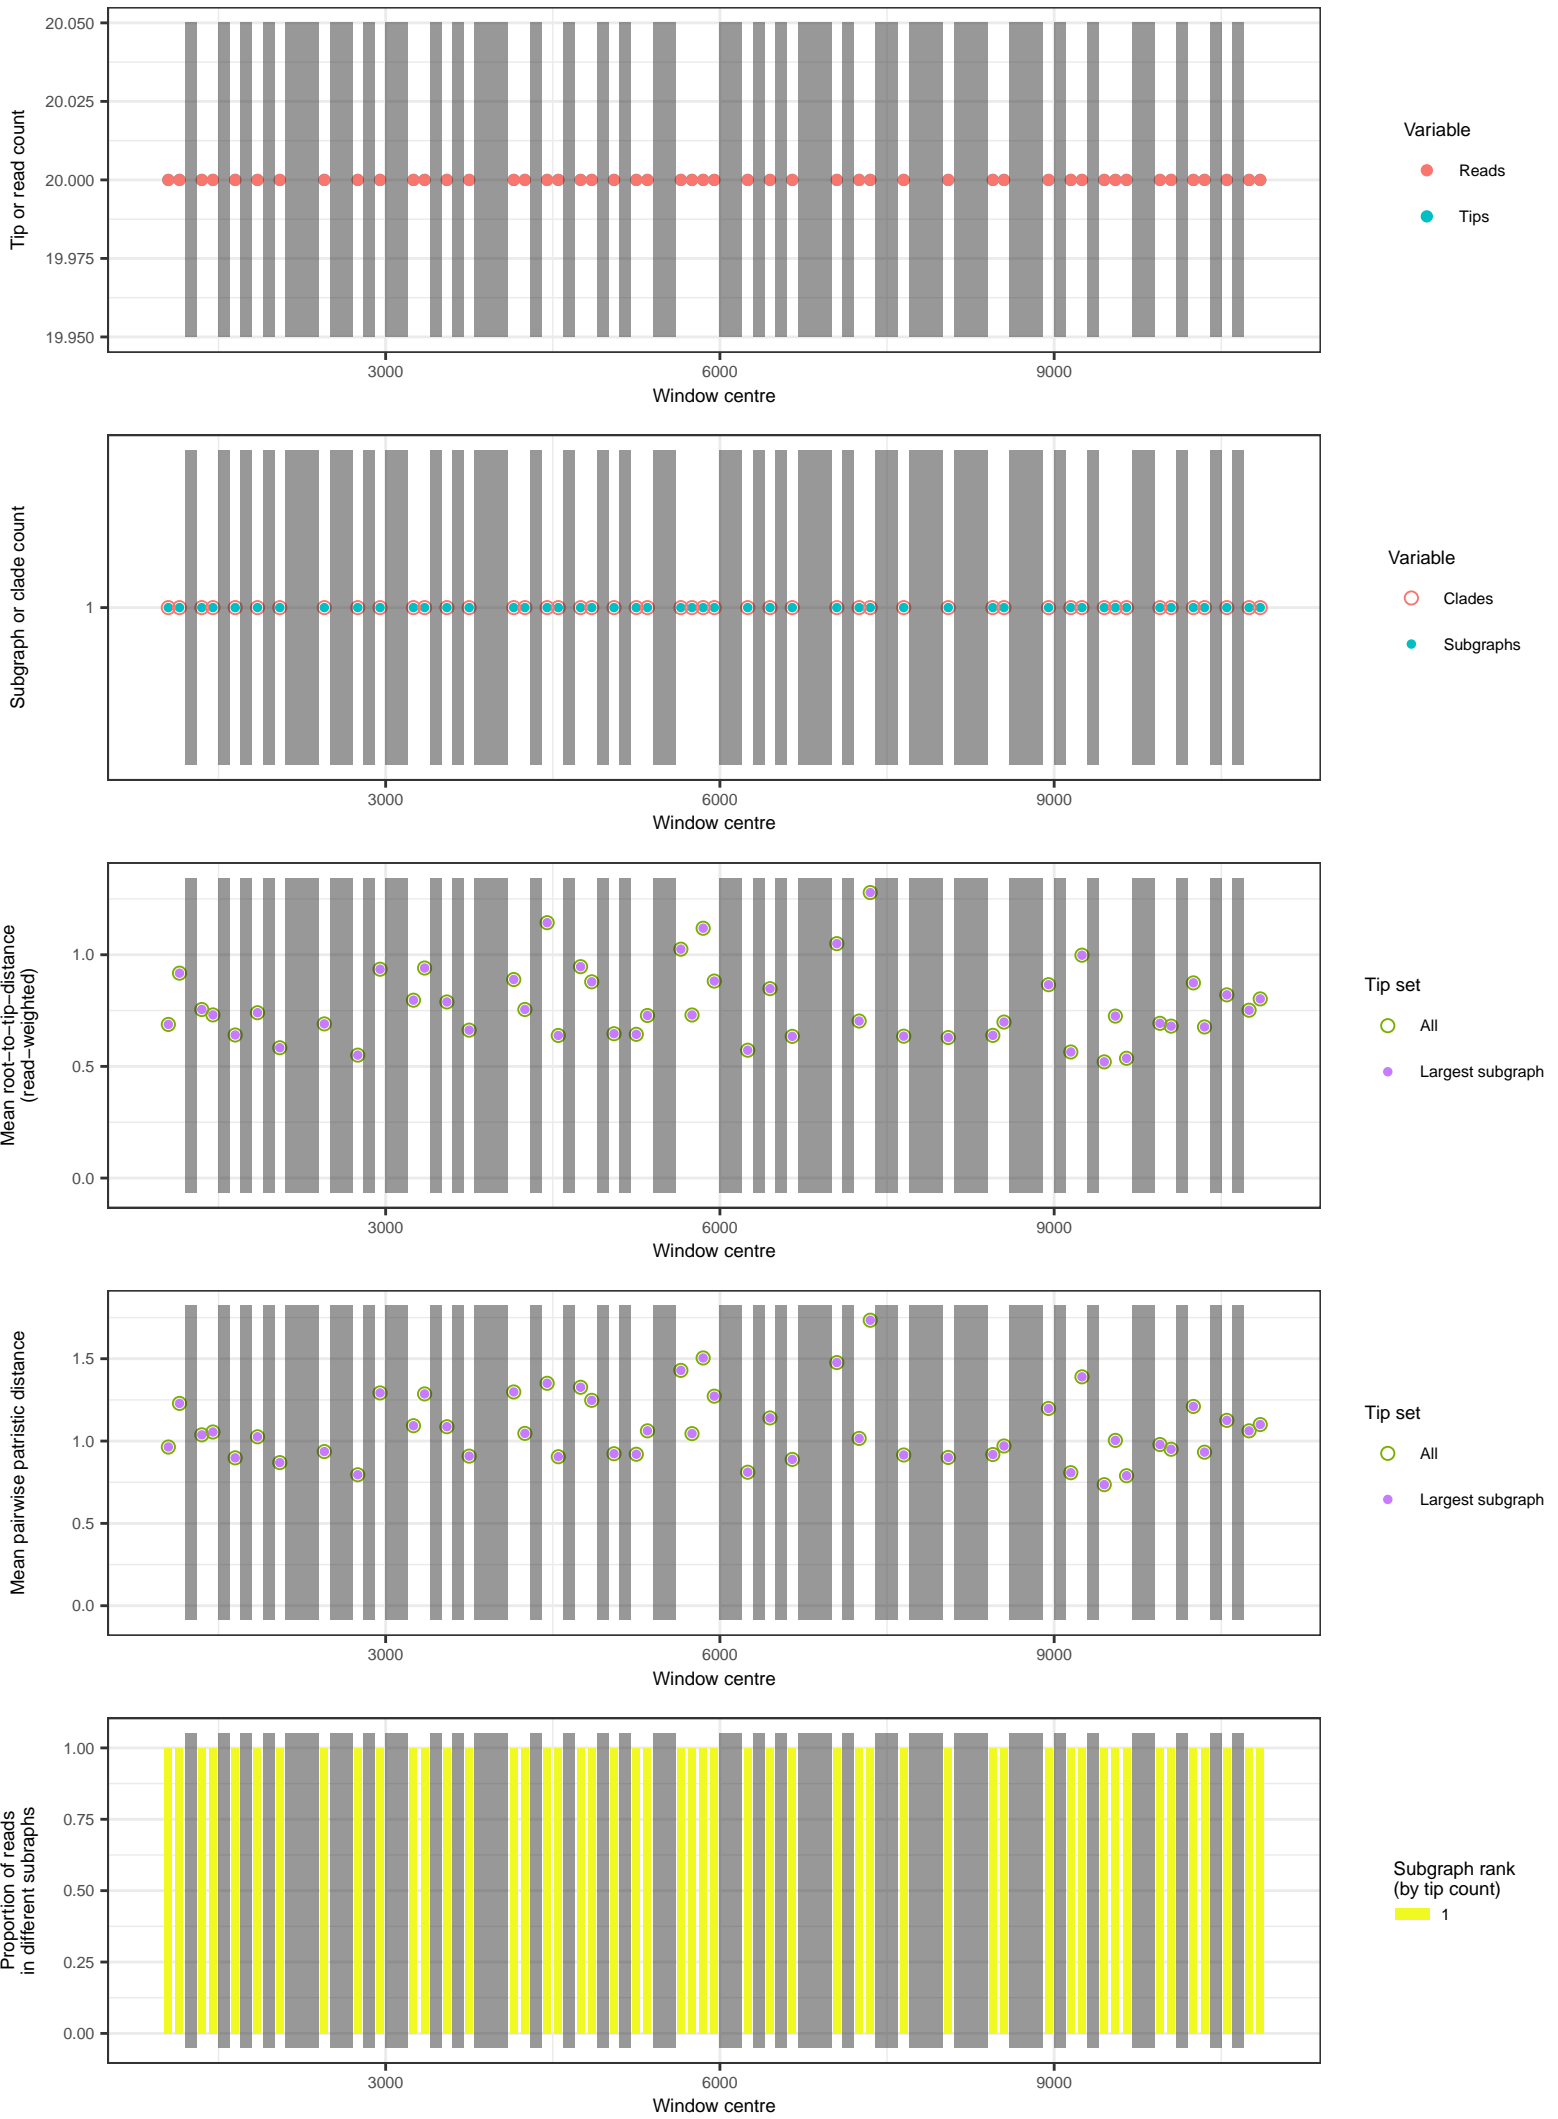 20.050
20.025
20.000
19.975
19.950
Tip or read count
3000
6000
9000
Window centre
Variable
Reads
Tips
1
Subgraph or clade count
3000
6000
9000
Window centre
Variable
Clades
Subgraphs
1.0
0.5
0.0
Mean root−to−tip−distance
(read−weighted)
3000
6000
9000
Window centre
Tip set
All
Largest subgraph
1.5
1.0
0.5
0.0
Mean pairwise patristic distance
3000
6000
9000
Window centre
Tip set
All
Largest subgraph
1.00
0.75
0.50
0.25
0.00
Proportion of reads
in different subraphs
3000
6000
9000
Window centre
Subgraph rank
(by tip count)
1